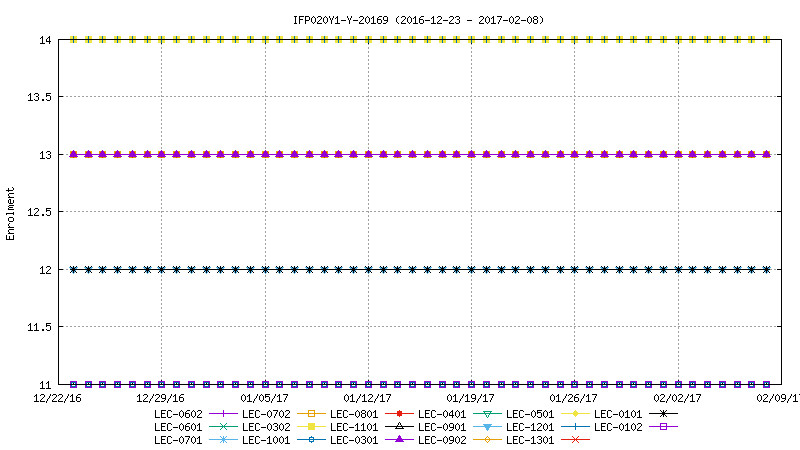 IFP020Y1-Y-20169 (2016-12-23 - 2017-02-08)
14
13.5
13
12.5
12
11.5
11
Enrolment
12/22/16 12/29/16 01/05/17 01/12/17 01/19/17 01/26/17 02/02/17 02/09/1
LEC-0602 LEC-0702 LEC-0801 LEC-0401 LEC-0501 LEC-0101
LEC-0601 LEC-0302 LEC-1101 LEC-0901 LEC-1201 LEC-0102
LEC-0701 LEC-1001 LEC-0301 LEC-0902 LEC-1301